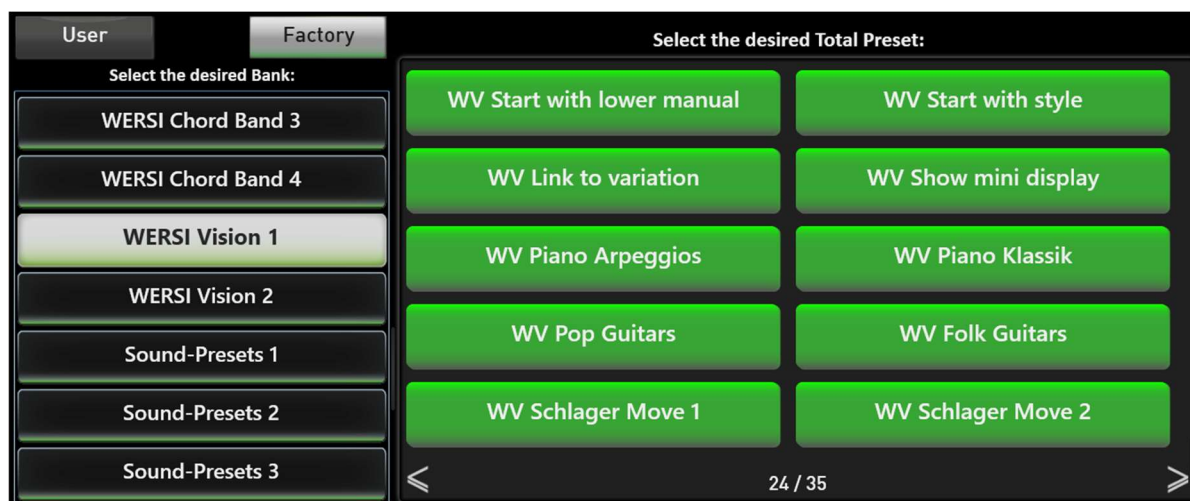 User
Factory
Select the desired Bank:
WERSI Chord Band 3
WERSI Chord Band 4
WERSI Vision 1
WERSI Vision 2
Sound-Presets 1
Sound-Presets 2
Sound-Presets 3
Select the desired Total Preset:
WV Start with lower manual
WV Start with style
WV Link to variation
WV Show mini display
WV Piano Arpeggios
WV Piano Klassik
WV Pop Guitars
WV Folk Guitars
WV Schlager Move 1
WV Schlager Move 2
24 / 35